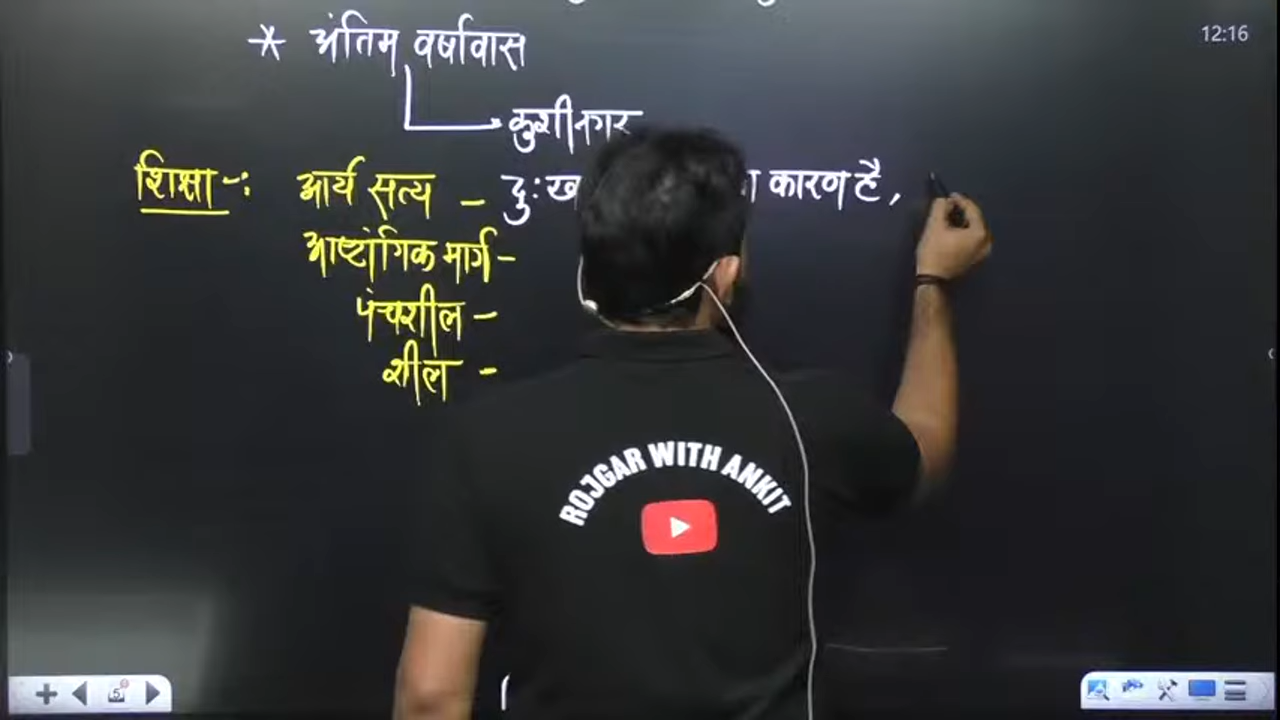 12:16
* अंतिम वर्षावास
कुशीनगर
शिक्षा -: आर्य सत्य - दुःख कारण है,
आष्टांगिक मार्ग -
पंचशील -
शील -
ROJGAR WITH ANKIT